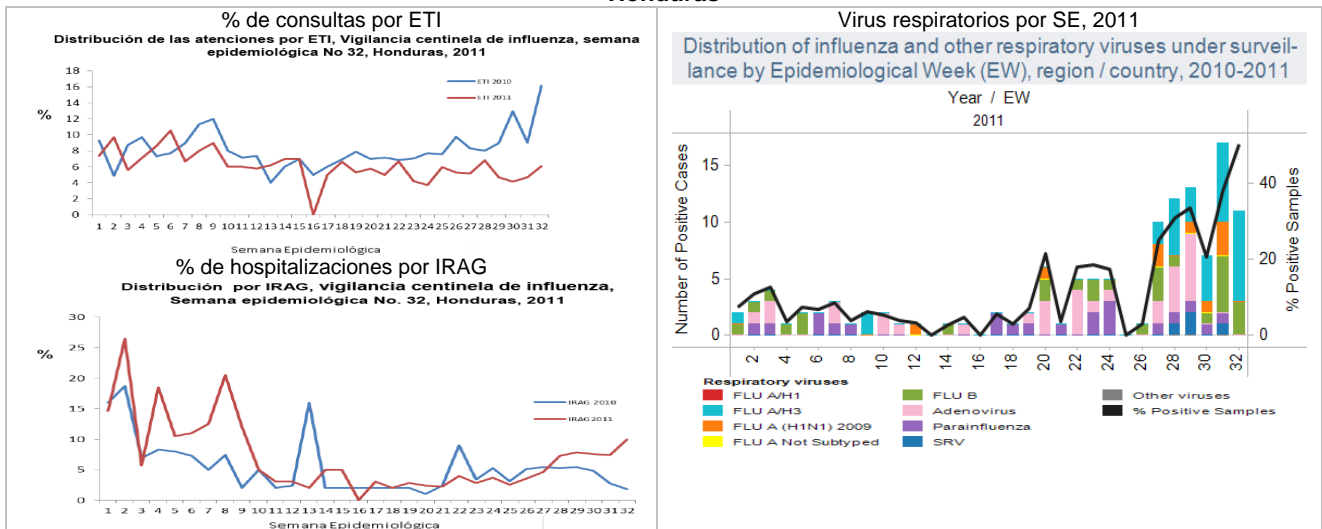 Honduras
% de consultas por ETI
Distribución de las atenciones por ETI, Vigilancia centinela de influenza, semana
epidemiológica No 32, Honduras, 2011
18
16
14
12
10
8
6
4
2
0
%
ETI 2010
ETI 2011
1 2 3 4 5 6 7 8 9 10 11 12 13 14 15 16 17 18 19 20 21 22 23 24 25 26 27 28 29 30 31 32
Semana Epidemiológica
% de hospitalizaciones por IRAG
Distribución por IRAG, vigilancia centinela de influenza,
Semana epidemiológica No. 32, Honduras, 2011
30
25
20
15
10
5
0
%
IRAG 2010
IRAG2011
1 2 3 4 5 6 7 8 9 10 11 12 13 14 15 16 17 18 19 20 21 22 23 24 25 26 27 28 29 30 31 32
Semana Epidemiológica
Virus respiratorios por SE, 2011
Distribution of influenza and other respiratory viruses under surveil-
lance by Epidemiological Week (EW), region / country, 2010-2011
Year / EW
2011
Number of Positive Cases
15
10
5
0
% Positive Samples
40
20
0
2 4 6 8 10 12 14 16 18 20 22 24 26 28 30 32
Respiratory viruses
FLU A/H1
FLU A/H3
FLU A (H1N1) 2009
FLU A Not Subtyped
FLU B
Adenovirus
Parainfluenza
SRV
Other viruses
% Positive Samples